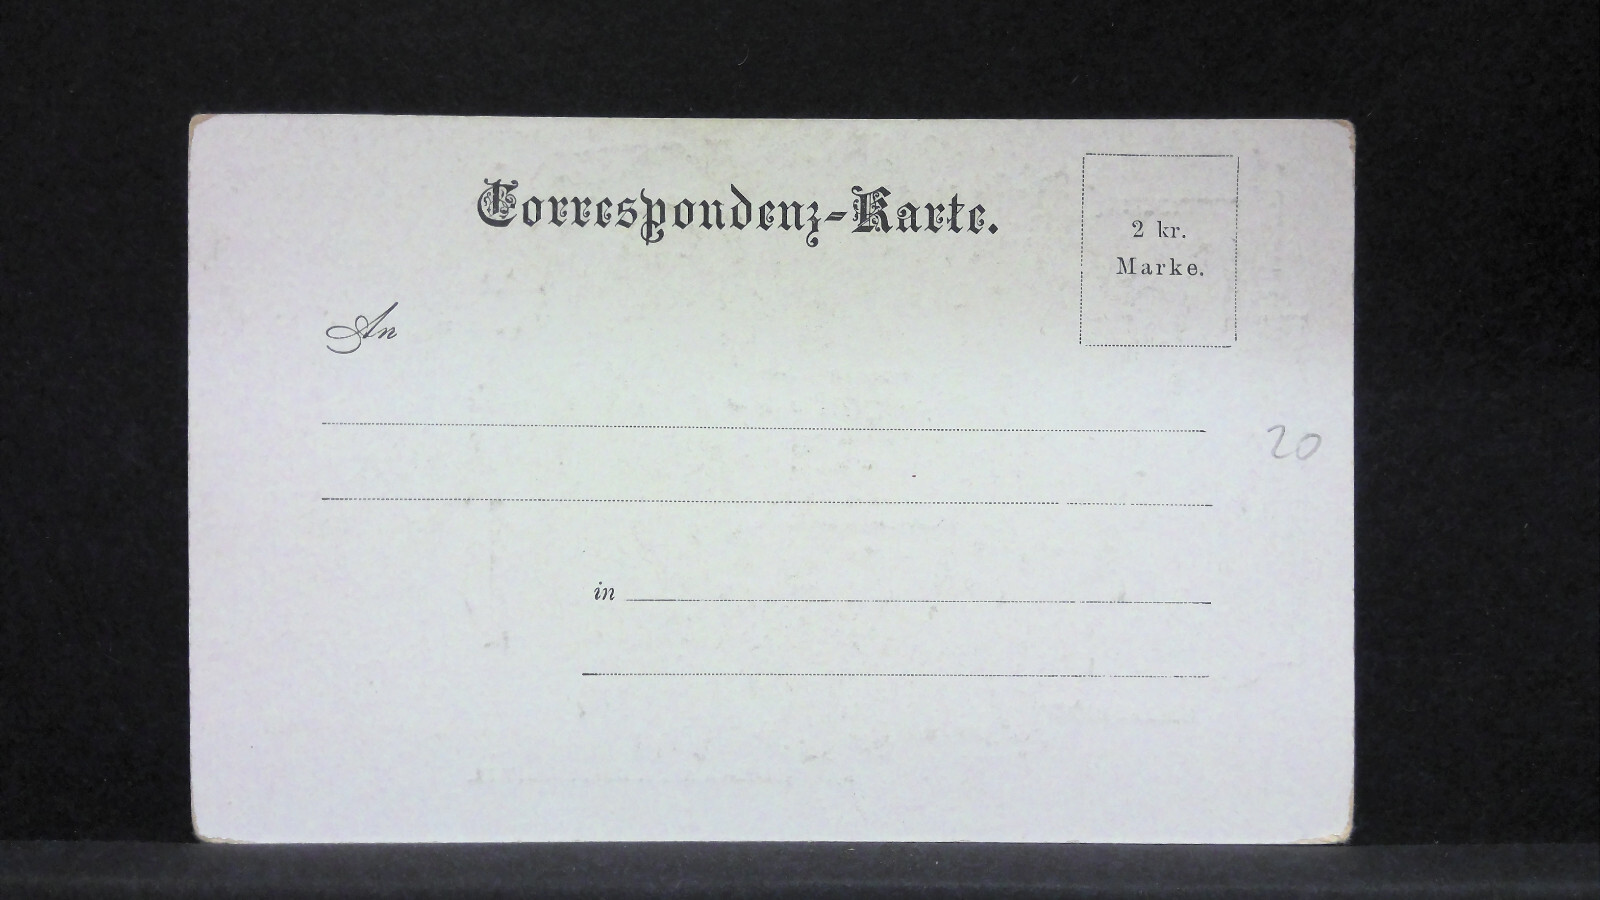 Correspondenz-Karte.
2 kr.
Marke.
An
20
in